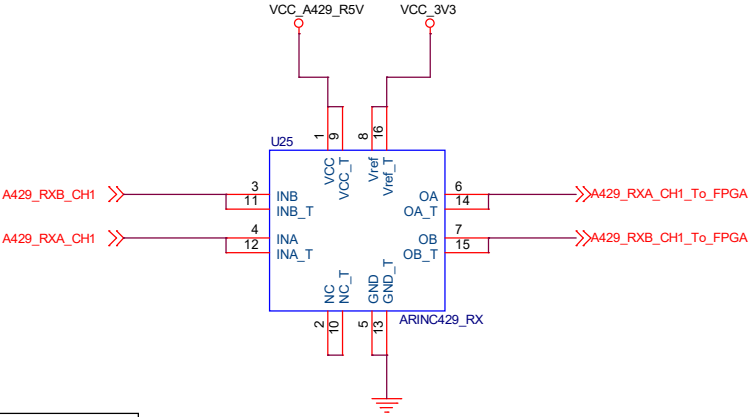 VCC_A429_R5V
VCC_3V3
U25
1
9
8
16
VCC
VCC_T
Vref
Vref_T
A429_RXB_CH1
3
11
INB
INB_T
OA
OA_T
6
14
A429_RXA_CH1_To_FPGA
A429_RXA_CH1
4
12
INA
INA_T
OB
OB_T
7
15
A429_RXB_CH1_To_FPGA
NC
NC_T
GND
GND_T
2
10
5
13
ARINC429_RX